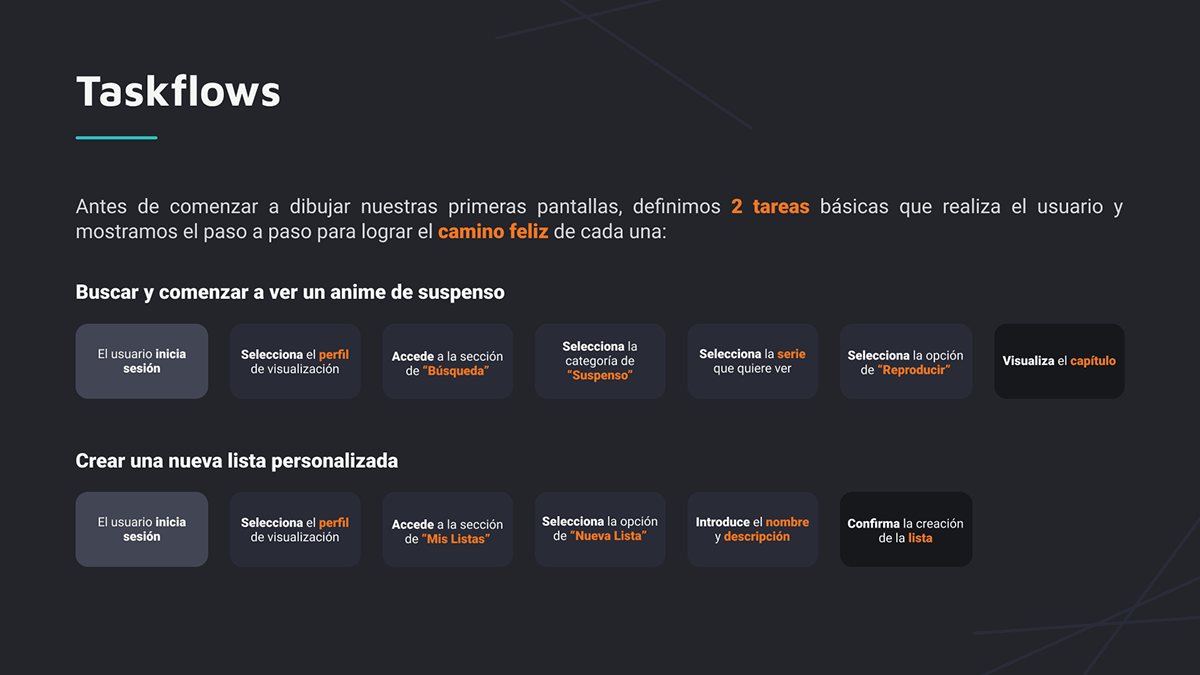 Taskflows
Antes de comenzar a dibujar nuestras primeras pantallas, definimos 2 tareas básicas que realiza el usuario y
mostramos el paso a paso para lograr el camino feliz de cada una:
Buscar y comenzar a ver un anime de suspenso
El usuario inicia
sesión
Selecciona el perfil
de visualización
Accede a la sección
de “Búsqueda”
Selecciona la
categoría de
“Suspenso”
Selecciona la serie
que quiere ver
Selecciona la opción
de “Reproducir”
Visualiza el capítulo
Crear una nueva lista personalizada
El usuario inicia
sesión
Selecciona el perfil
de visualización
Accede a la sección
de “Mis Listas”
Selecciona la opción
de “Nueva Lista”
Introduce el nombre
y descripción
Confirma la creación
de la lista